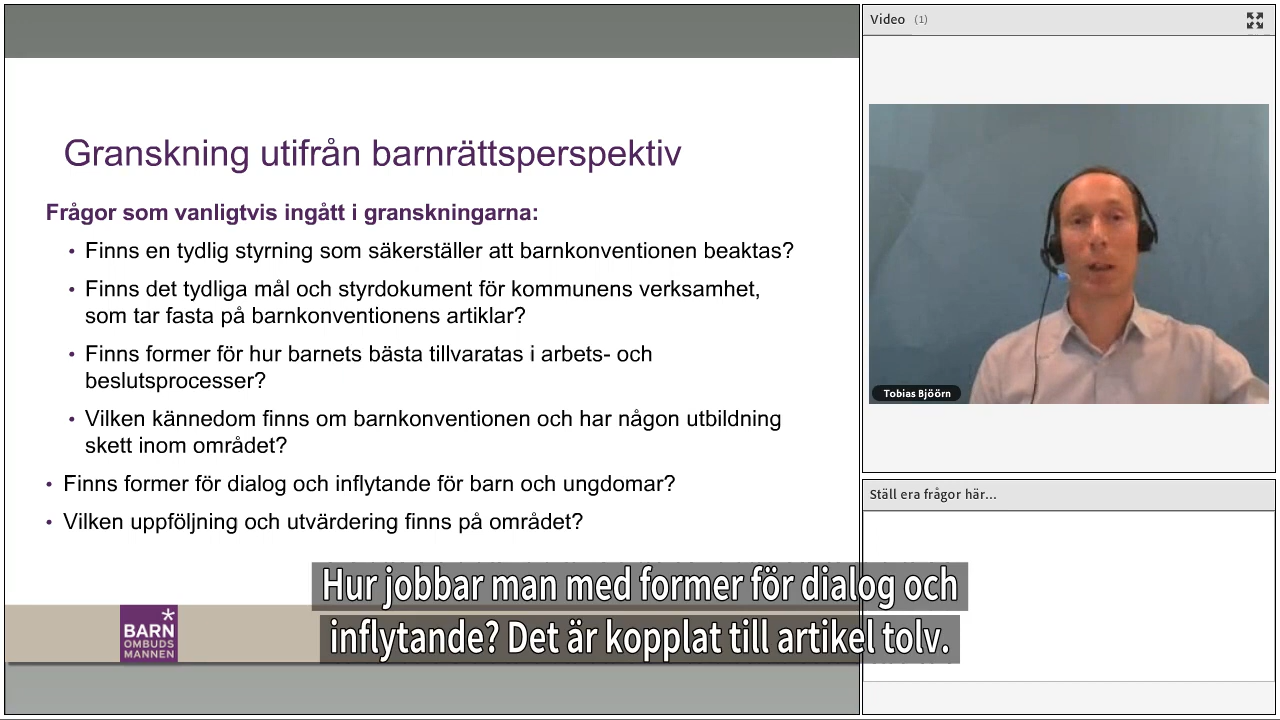 Granskning utifrån barnrättsperspektiv
Frågor som vanligtvis ingått i granskningarna:
• Finns en tydlig styrning som säkerställer att barnkonventionen beaktas?
• Finns det tydliga mål och styrdokument för kommunens verksamhet,
som tar fasta på barnkonventionens artiklar?
• Finns former för hur barnets bästa tillvaratas i arbets- och
beslutsprocesser?
• Vilken kännedom finns om barnkonventionen och har någon utbildning
skett inom området?
• Finns former för dialog och inflytande för barn och ungdomar?
• Vilken uppföljning och utvärdering finns på området?
BARN
OMBUDS
MANNEN
Video (1)
Tobias Bjöörn
Ställ era frågor här...
Hur jobbar man med former för dialog och
inflytande? Det är kopplat till artikel tolv.